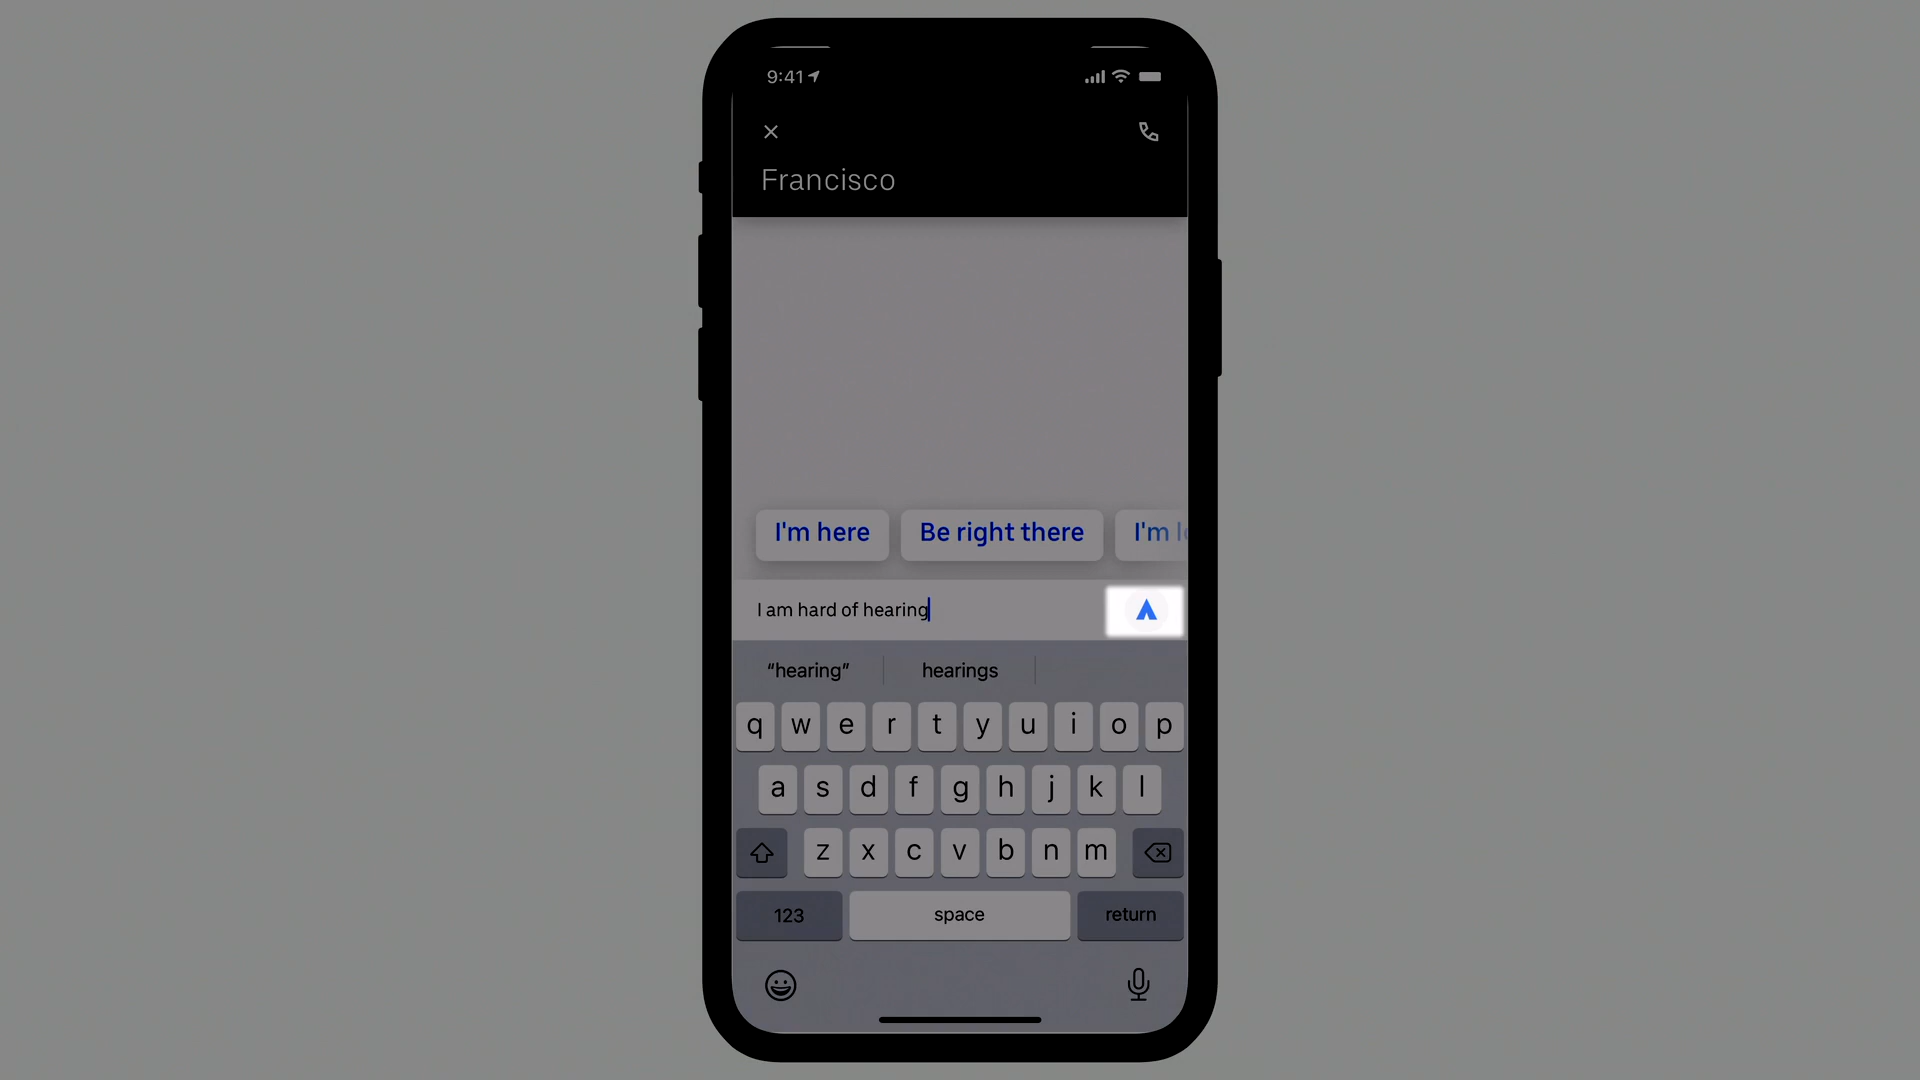 9:41
Francisco
I'm here
Be right there
I'm
I am hard of hearing
“hearing”
hearings
q w e r t y u i o p
a s d f g h j k l
z x c v b n m
123
space
return